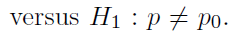 versus H₁ : p ≠ p₀.